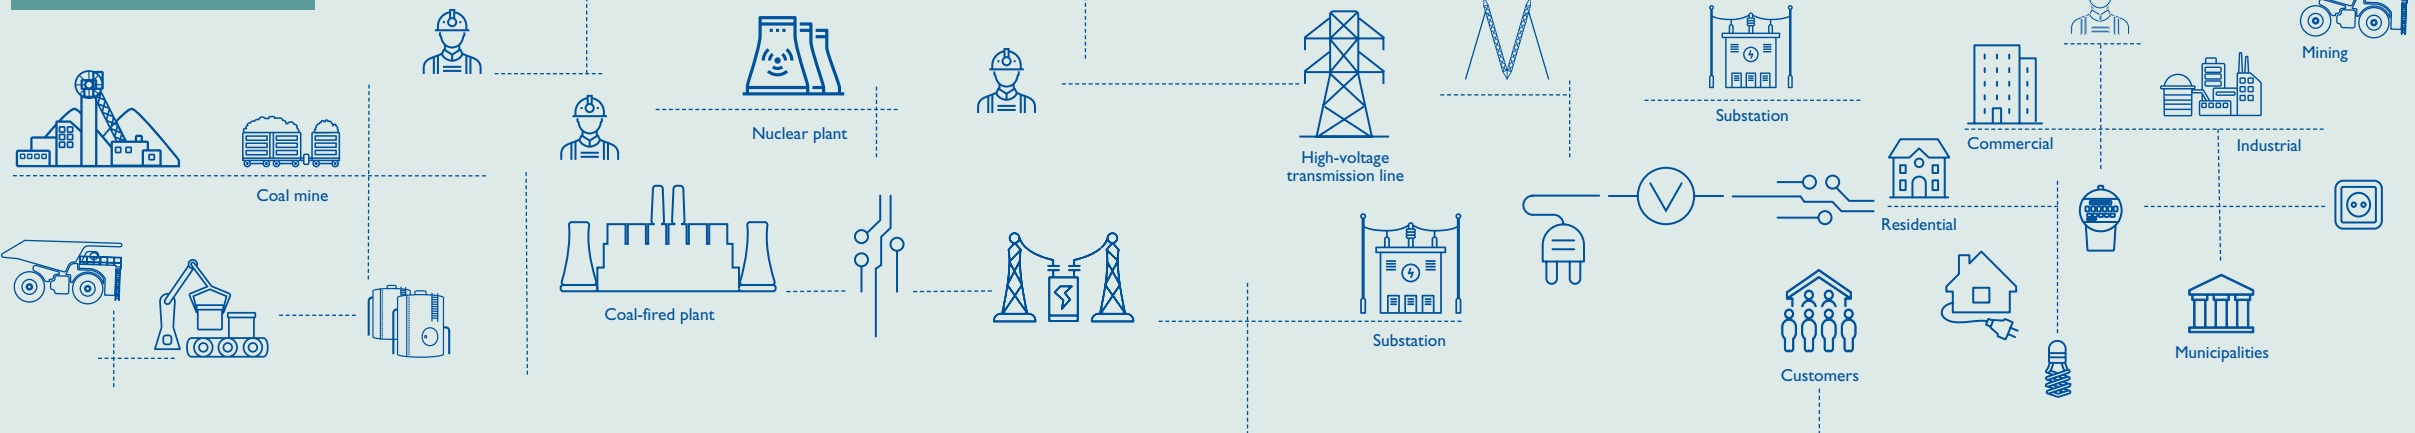 Mining
Substation
Nuclear plant
Commercial
Industrial
High-voltage
transmission line
Coal mine
Residential
Coal-fired plant
Substation
Municipalities
Customers